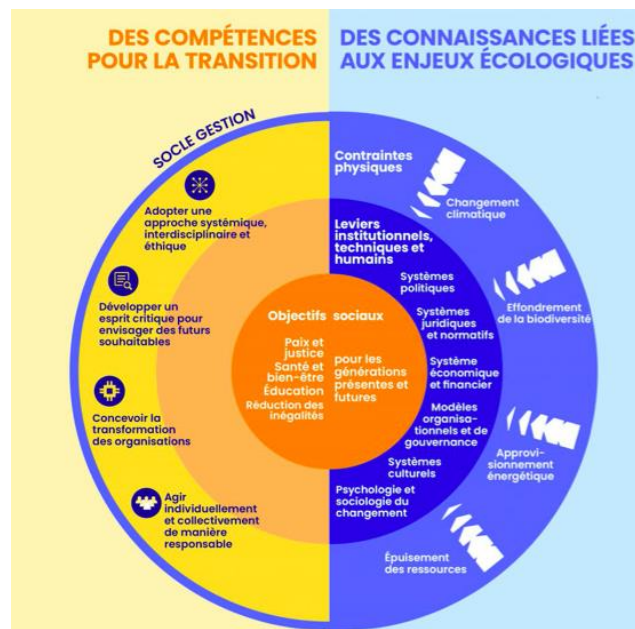 DES COMPÉTENCES
POUR LA TRANSITION
DES CONNAISSANCES LIÉES
AUX ENJEUX ÉCOLOGIQUES
SOCLE GESTION
Adopter une
approche systémique,
interdisciplinaire et
éthique
Développer un
esprit critique pour
envisager des futurs
souhaitables
Concevoir la
transformation
des organisations
Agir
individuellement
et collectivement
de manière
responsable
Objectifs sociaux
Paix et
justice
Santé et
bien-être
Éducation
Réduction des
inégalités
pour les
générations
présentes et
futures
Contraintes
physiques
Leviers
institutionnels,
techniques et
humains
Systèmes
politiques
Systèmes
juridiques
et normatifs
Système
économique
et financier
Modèles
organisa-
tionnels et de
gouvernance
Systèmes
culturels
Psychologie et
sociologie du
changement
Changement
climatique
Effondrement
de la biodiversité
Approvi-
sionnement
énergétique
Épuisement
des ressources